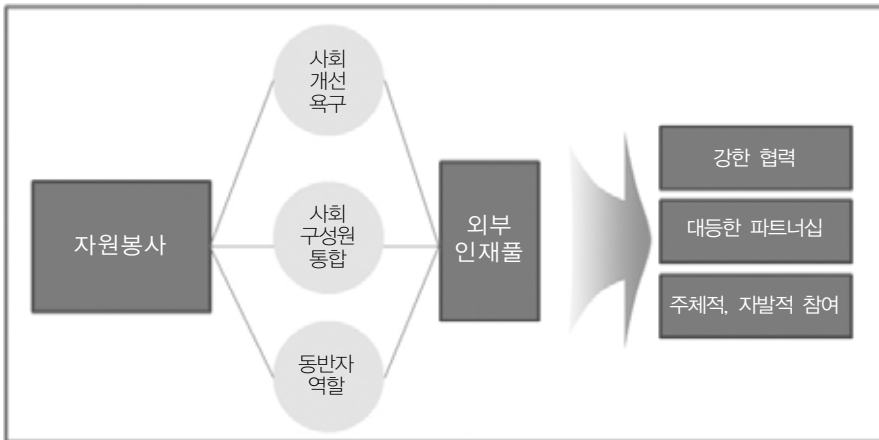 사회
개선
욕구
자원봉사
사회
구성원
통합
동반자
역할
외부
인재풀
강한 협력
대등한 파트너십
주체적, 자발적 참여